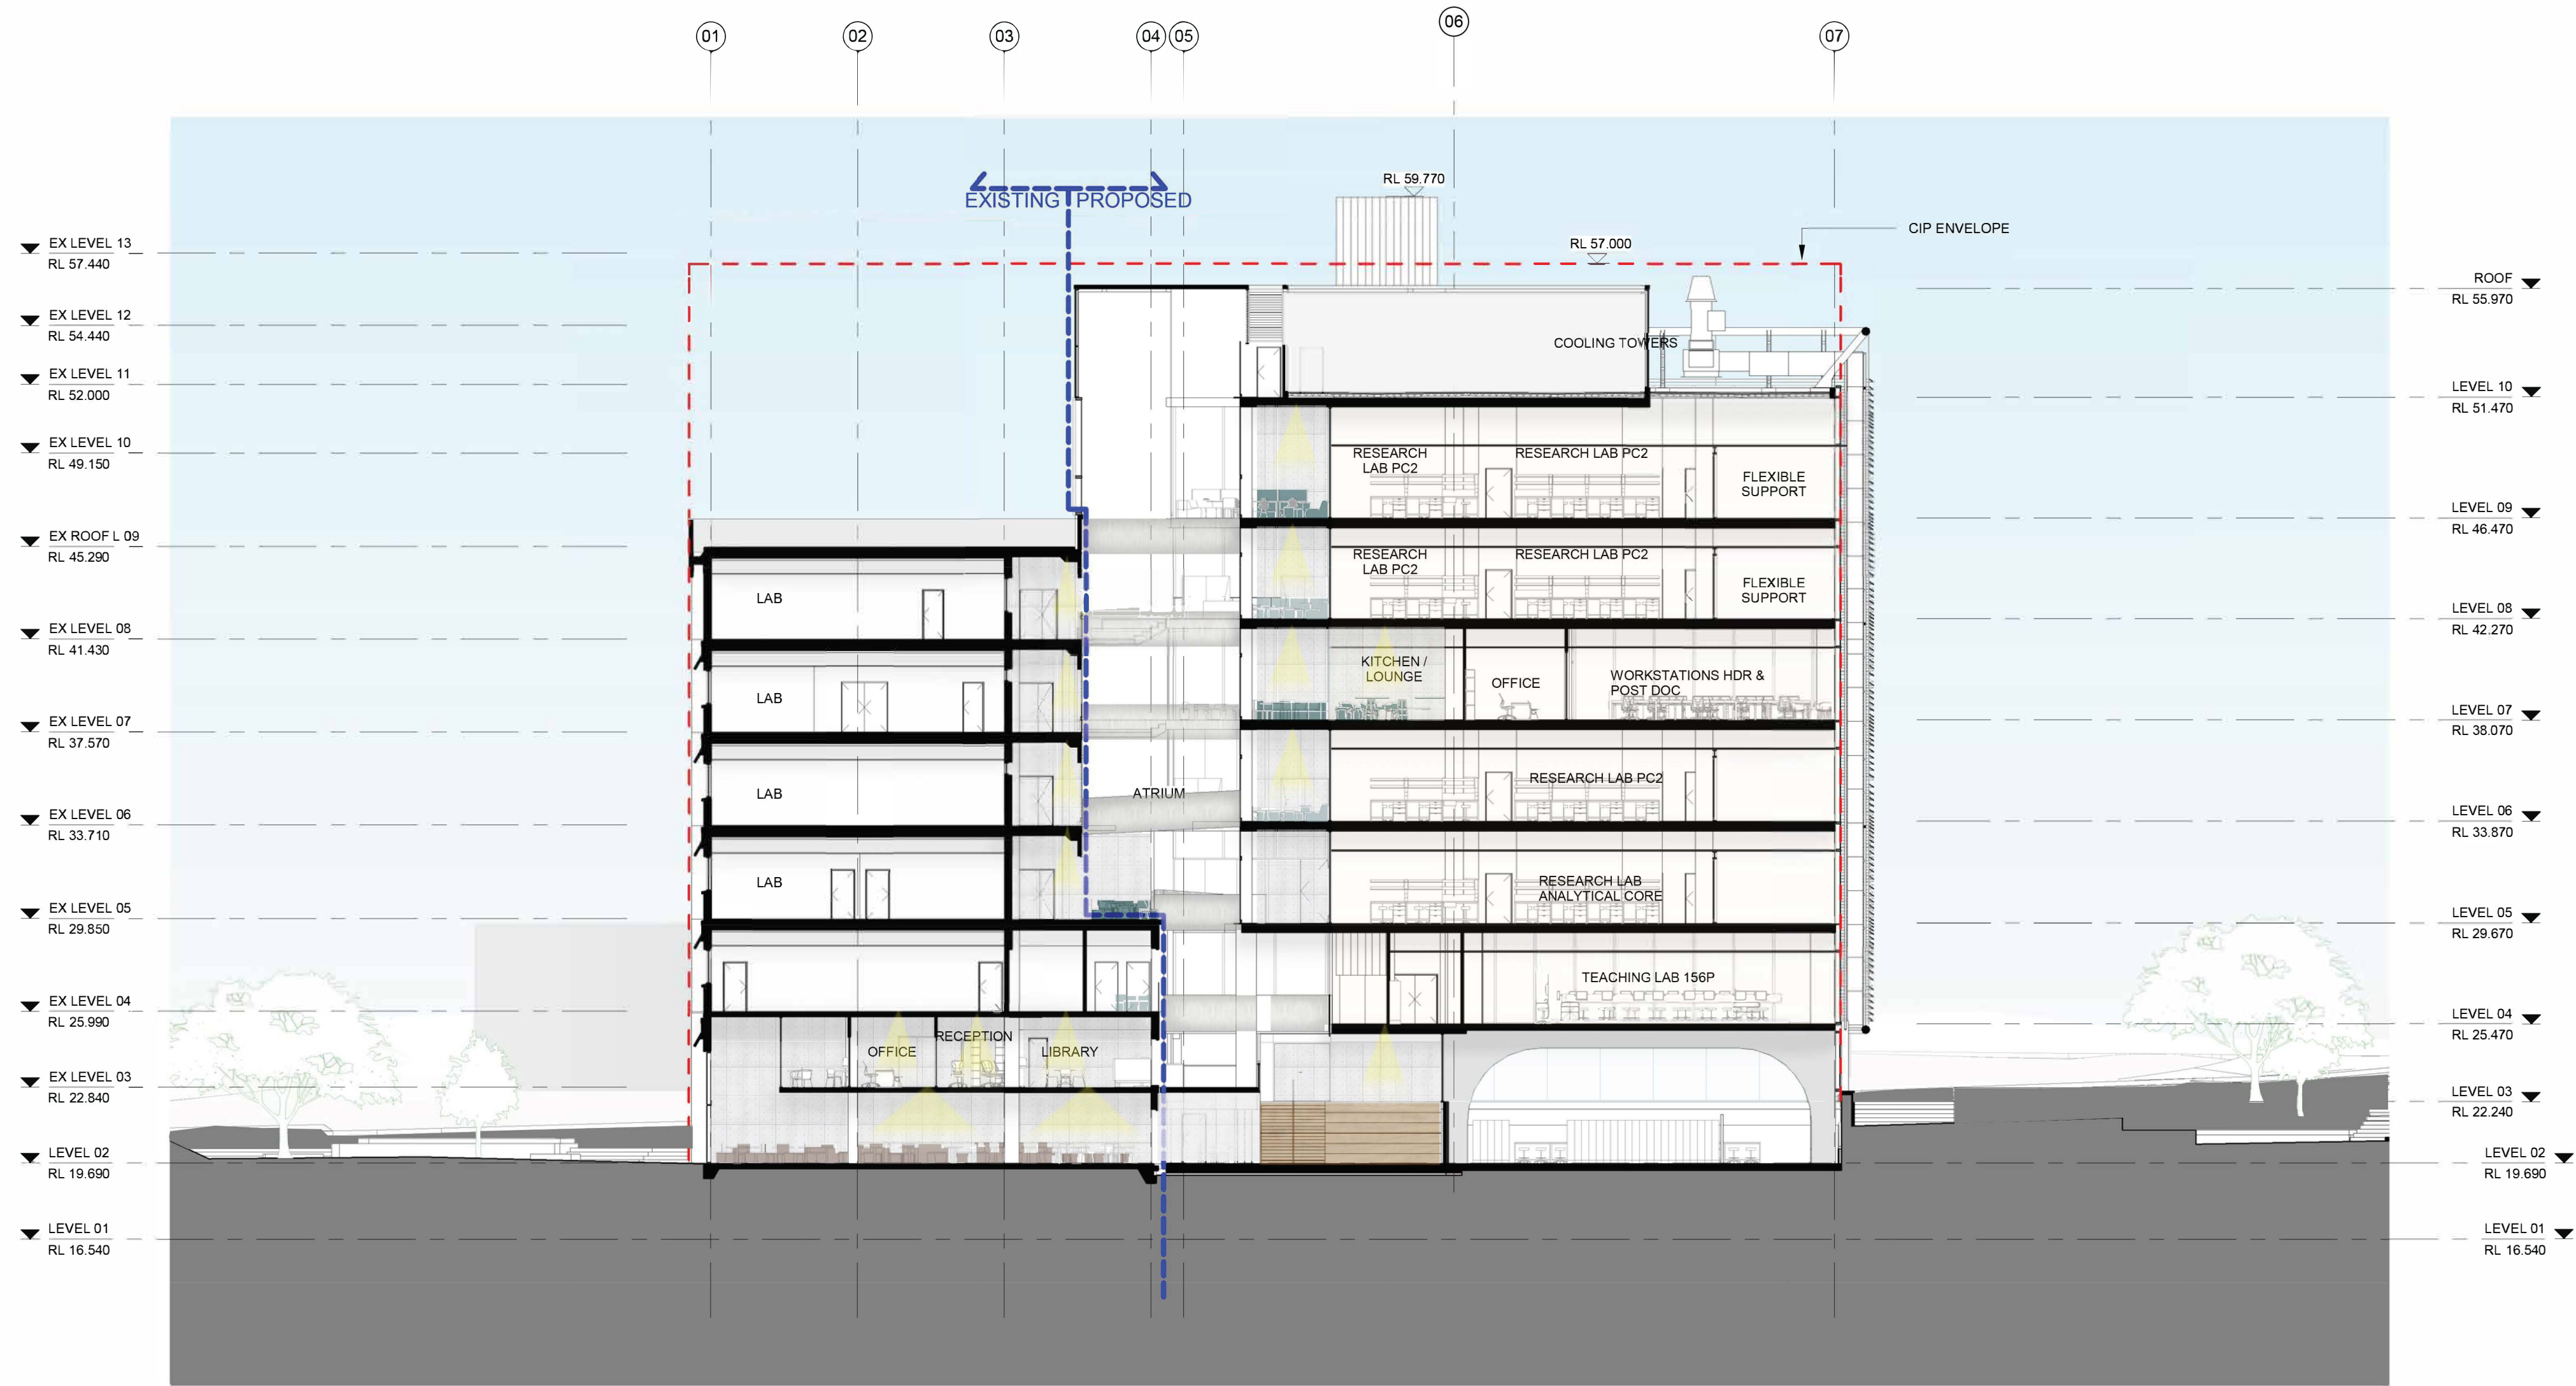 01
02
03
04
05
06
07
EXISTING
PROPOSED
RL 59.770
RL 57.000
CIP ENVELOPE
EX LEVEL 13
RL 57.440
EX LEVEL 12
RL 54.440
EX LEVEL 11
RL 52.000
EX LEVEL 10
RL 49.150
EX ROOF L 09
RL 45.290
EX LEVEL 08
RL 41.430
EX LEVEL 07
RL 37.570
EX LEVEL 06
RL 33.710
EX LEVEL 05
RL 29.850
EX LEVEL 04
RL 25.990
EX LEVEL 03
RL 22.840
LEVEL 02
RL 19.690
LEVEL 01
RL 16.540
COOLING TOWERS
RESEARCH
LAB PC2
RESEARCH LAB PC2
FLEXIBLE
SUPPORT
RESEARCH
LAB PC2
RESEARCH LAB PC2
FLEXIBLE
SUPPORT
LAB
KITCHEN /
LOUNGE
OFFICE
WORKSTATIONS HDR &
POST DOC
LAB
RESEARCH LAB PC2
LAB
ATRIUM
LAB
RESEARCH LAB
ANALYTICAL CORE
TEACHING LAB 156P
OFFICE
RECEPTION
LIBRARY
ROOF
RL 55.970
LEVEL 10
RL 51.470
LEVEL 09
RL 46.470
LEVEL 08
RL 42.270
LEVEL 07
RL 38.070
LEVEL 06
RL 33.870
LEVEL 05
RL 29.670
LEVEL 04
RL 25.470
LEVEL 03
RL 22.240
LEVEL 02
RL 19.690
LEVEL 01
RL 16.540